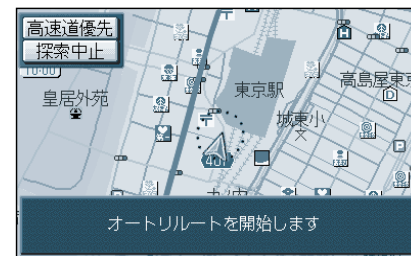 高速道優先
探索中止
10:00
皇居外苑
東京駅
高島屋東京
城東小
オートリルートを開始します